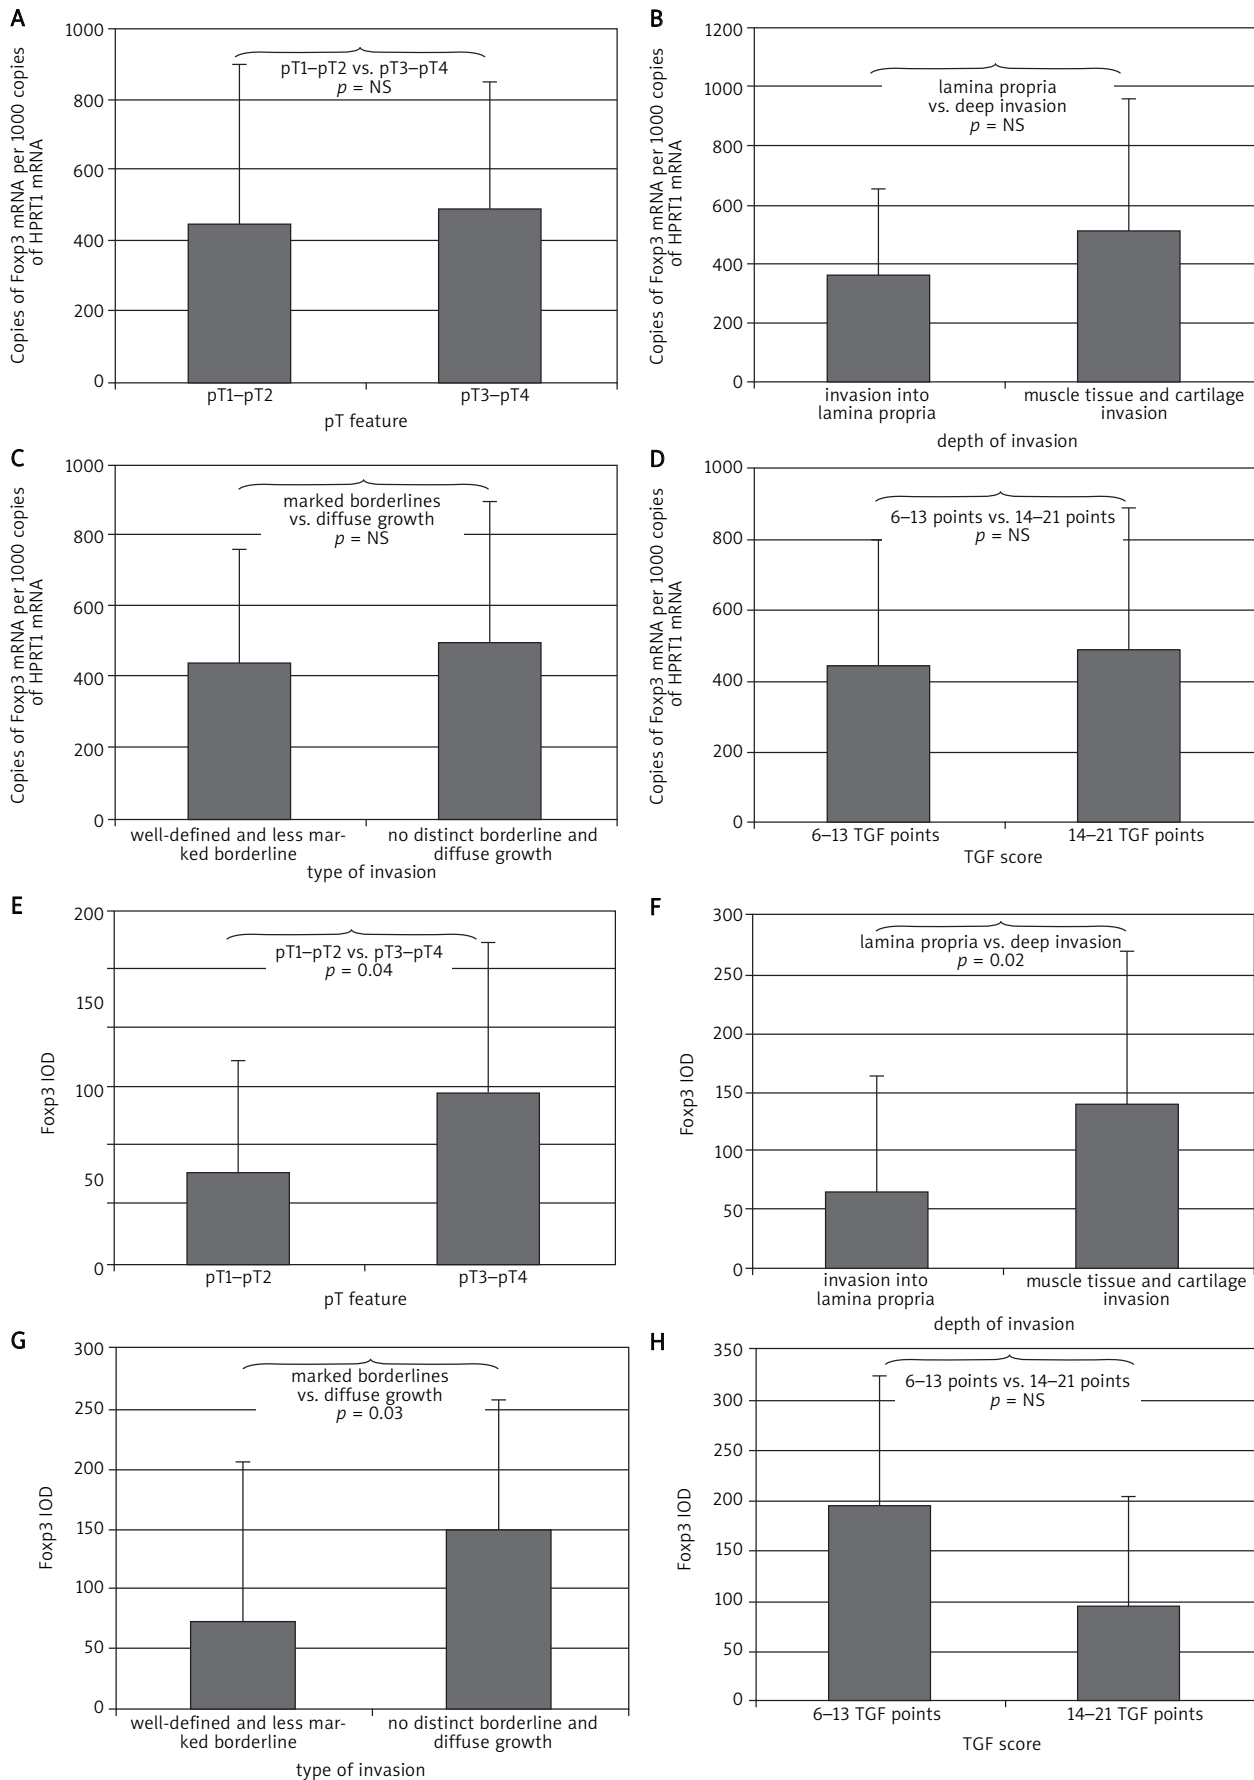 A
Copies of Foxp3 mRNA per 1000 copies
of HPRT1 mRNA
1000
800
600
400
200
0
pT1–pT2 vs. pT3–pT4
p = NS
pT1–pT2
pT3–pT4
pT feature
B
Copies of Foxp3 mRNA per 1000 copies
of HPRT1 mRNA
1200
1000
800
600
400
200
0
lamina propria
vs. deep invasion
p = NS
invasion into
lamina propria
muscle tissue and cartilage
invasion
depth of invasion
C
Copies of Foxp3 mRNA per 1000 copies
of HPRT1 mRNA
1000
800
600
400
200
0
marked borderlines
vs. diffuse growth
p = NS
well-defined and less mar-
ked borderline
no distinct borderline and
diffuse growth
type of invasion
D
Copies of Foxp3 mRNA per 1000 copies
of HPRT1 mRNA
1000
800
600
400
200
0
6–13 points vs. 14–21 points
p = NS
6–13 TGF points
14–21 TGF points
TGF score
E
Foxp3 IOD
200
150
100
50
0
pT1–pT2 vs. pT3–pT4
p = 0.04
pT1–pT2
pT3–pT4
pT feature
F
Foxp3 IOD
300
250
200
150
100
50
0
lamina propria vs. deep invasion
p = 0.02
invasion into
lamina propria
muscle tissue and cartilage
invasion
depth of invasion
G
Foxp3 IOD
300
250
200
150
100
50
0
marked borderlines
vs. diffuse growth
p = 0.03
well-defined and less mar-
ked borderline
no distinct borderline and
diffuse growth
type of invasion
H
Foxp3 IOD
350
300
250
200
150
100
50
0
6–13 points vs. 14–21 points
p = NS
6–13 TGF points
14–21 TGF points
TGF score